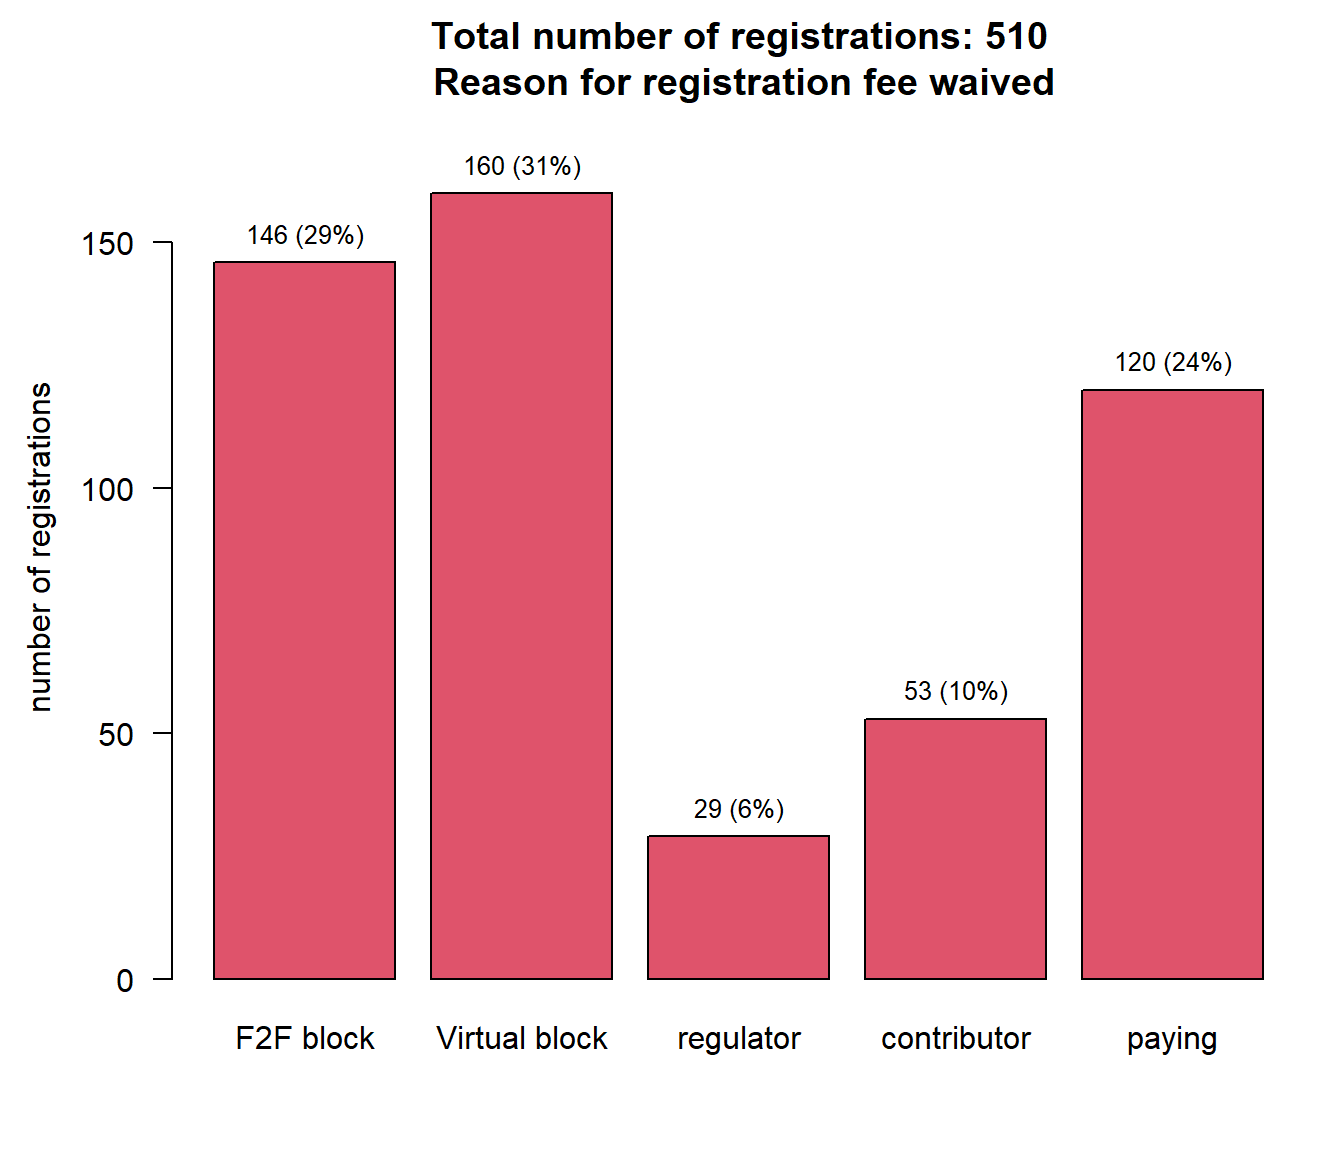 Total number of registrations: 510
Reason for registration fee waived
160 (31%)
146 (29%)
120 (24%)
53 (10%)
29 (6%)
150
100
50
0
number of registrations
F2F block
Virtual block
regulator
contributor
paying